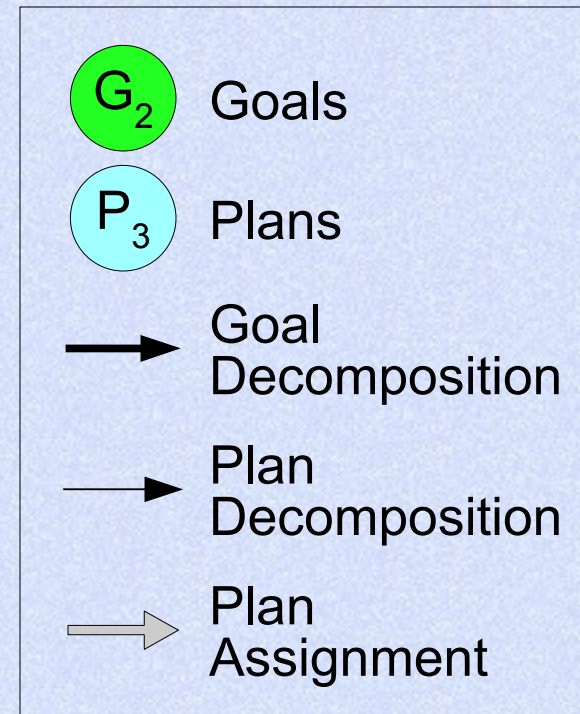 G2 Goals
P3 Plans
Goal
Decomposition
Plan
Decomposition
Plan
Assignment